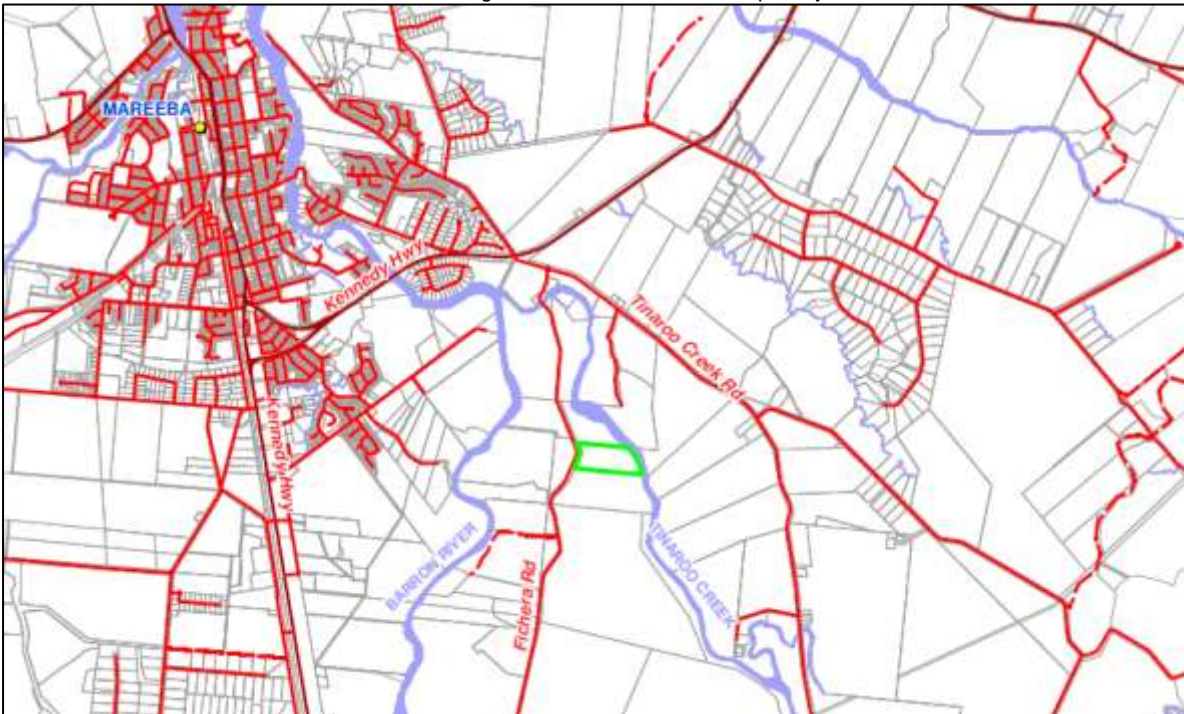 MAREEBA
Kennedy Hwy
Tinaroo Creek Rd
Kennedy Hwy
BARRON RIVER
TINAROO CREEK
Fichera Rd